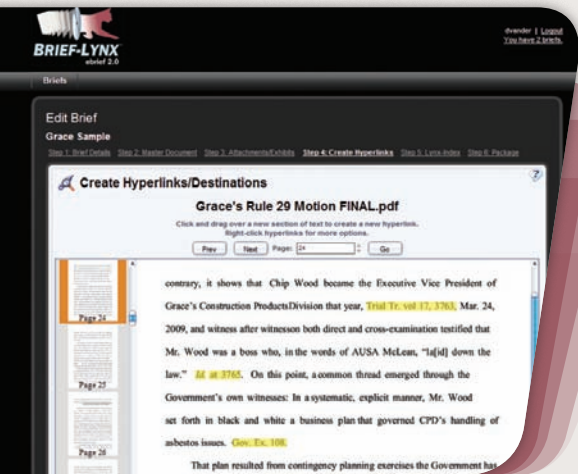 BRIEF-LYNX
ebrief 2.0
dvander | Logout
You have 2 briefs.
Briefs
Edit Brief
Grace Sample
Step 1: Brief Details Step 2: Master Document Step 3: Attachments/Exhibits Step 4: Create Hyperlinks Step 5: Lynx-Index Step 6: Package
Create Hyperlinks/Destinations
?
Grace's Rule 29 Motion FINAL.pdf
Click and drag over a new section of text to create a new hyperlink.
Right-click hyperlinks for more options.
Prev Next Page: 24 Go
Page 24
Page 25
Page 26
contrary, it shows that Chip Wood became the Executive Vice President of
Grace's Construction ProductsDivision that year, Trial Tr. vol 17, 3763, Mar. 24,
2009, and witness after witnesson both direct and cross-examination testified that
Mr. Wood was a boss who, in the words of AUSA McLean, "la[id] down the
law." Id. at 3765. On this point, a common thread emerged through the
Government's own witnesses: In a systematic, explicit manner, Mr. Wood
set forth in black and white a business plan that governed CPD's handling of
asbestos issues. Gov. Ex. 108.
That plan resulted from contingency planning exercises the Government has